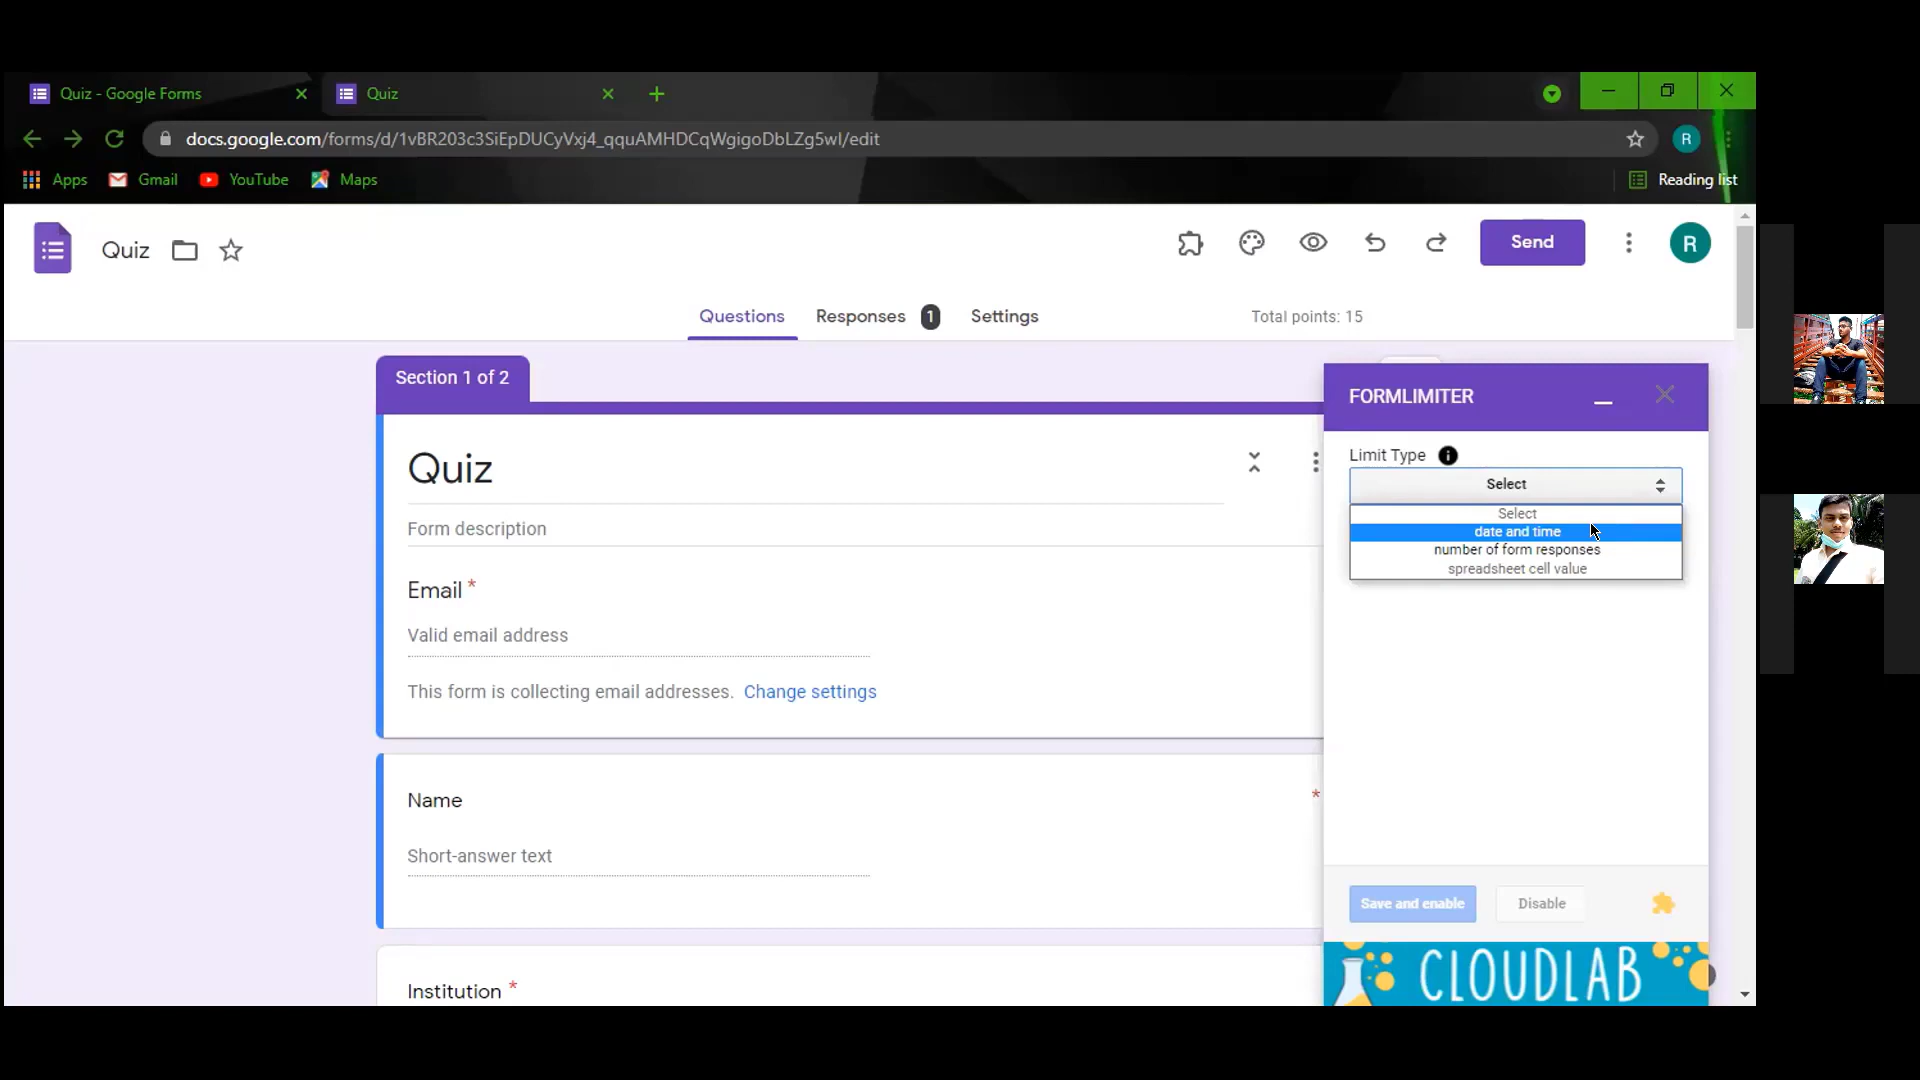 Quiz - Google Forms
Quiz
docs.google.com/forms/d/1vBR203c3SiEpDUCyVxj4_qquAMHDCqWgigoDbLZg5wI/edit
R
Apps
Gmail
YouTube
Maps
Reading list
Quiz
Send
R
Questions
Responses 1
Settings
Total points: 15
Section 1 of 2
Quiz
Form description
Email *
Valid email address
This form is collecting email addresses. Change settings
Name *
Short-answer text
Institution *
FORMLIMITER
Limit Type
Select
Select
date and time
number of form responses
spreadsheet cell value
Save and enable
Disable
CLOUDLAB